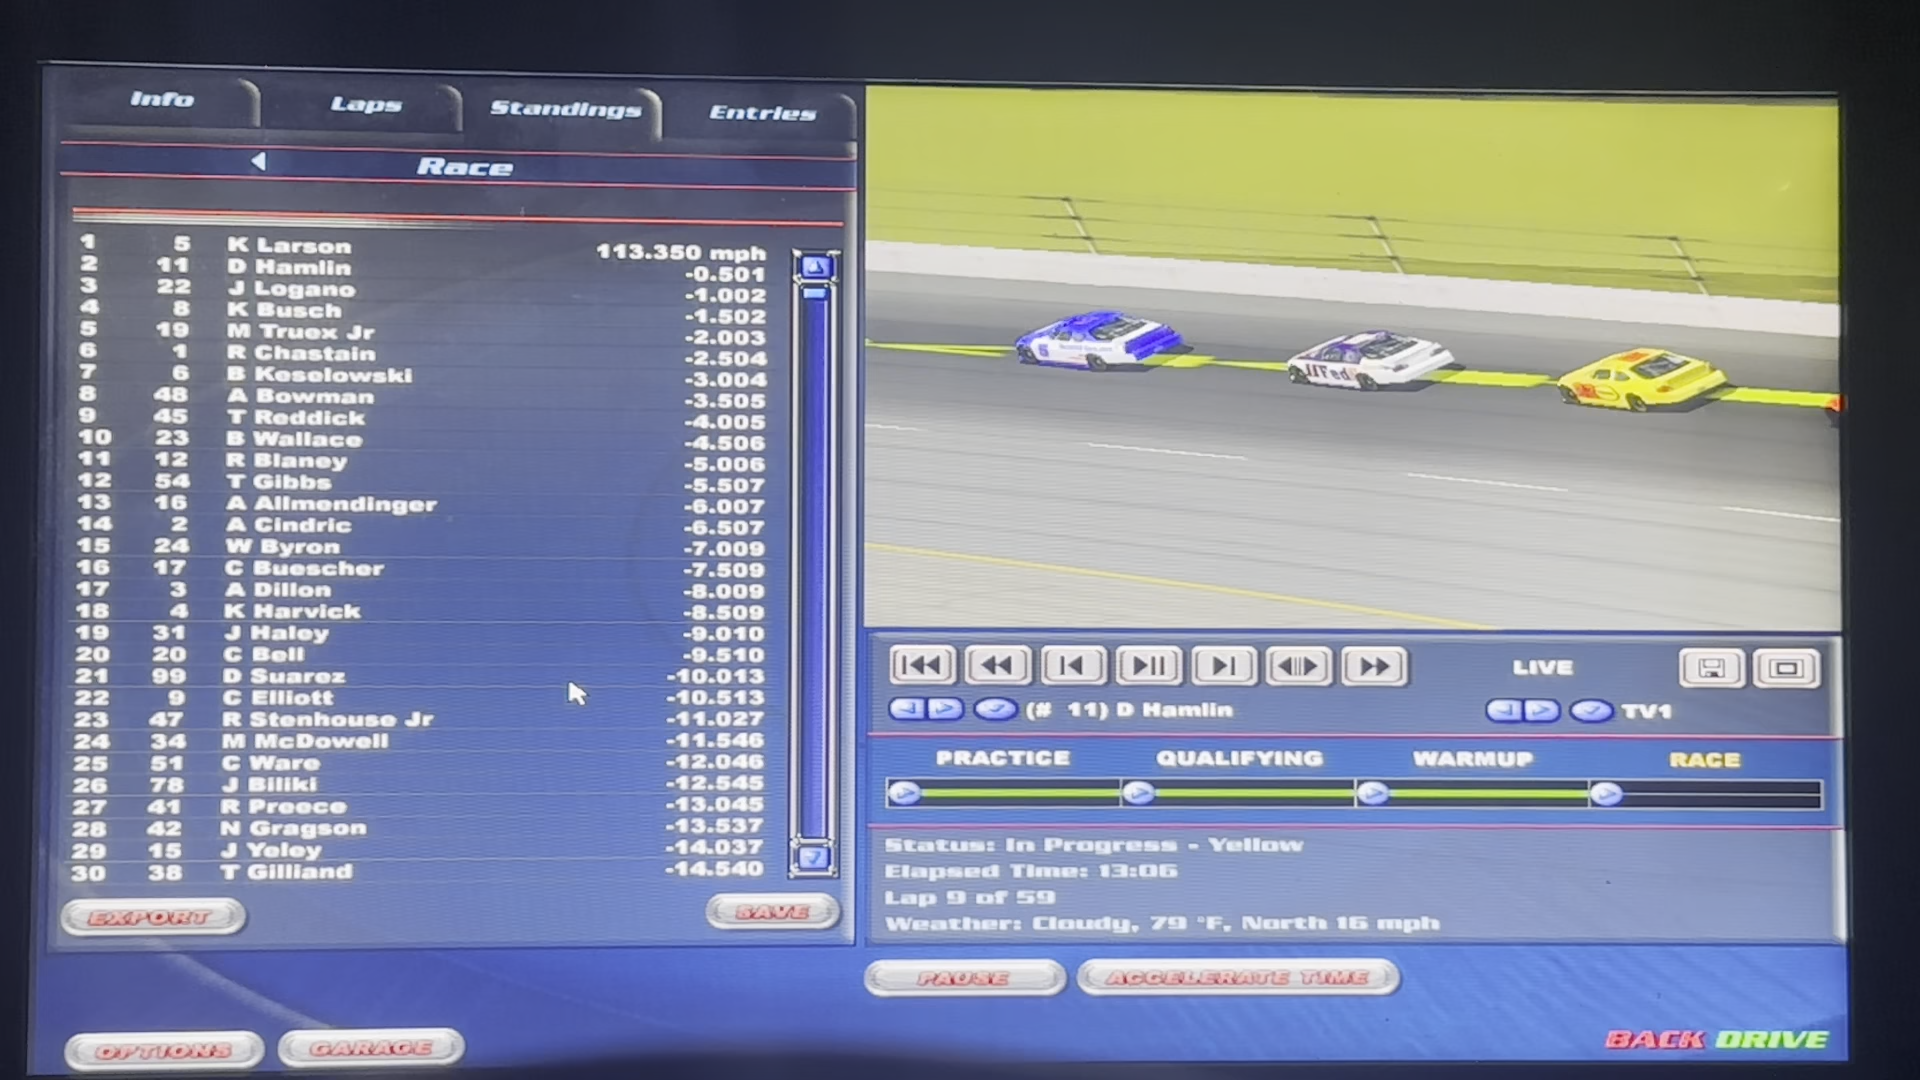 Info Laps Standings Entries
Race
1 5 K Larson 113.350 mph
2 11 D Hamlin -0.501
3 22 J Logano -1.002
4 8 K Busch -1.502
5 19 M Truex Jr -2.003
6 1 R Chastain -2.504
7 6 B Keselowski -3.004
8 48 A Bowman -3.505
9 45 T Reddick -4.005
10 23 B Wallace -4.506
11 12 R Blaney -5.006
12 54 T Gibbs -5.507
13 16 A Allmendinger -6.007
14 2 A Cindric -6.507
15 24 W Byron -7.009
16 17 C Buescher -7.509
17 3 A Dillon -8.009
18 4 K Harvick -8.509
19 31 J Haley -9.010
20 20 C Bell -9.510
21 99 D Suarez -10.013
22 9 C Elliott -10.513
23 47 R Stenhouse Jr -11.027
24 34 M McDowell -11.546
25 51 C Ware -12.046
26 78 J Biliki -12.545
27 41 R Preece -13.045
28 42 N Gragson -13.537
29 15 J Yeley -14.037
30 38 T Gilliand -14.540
EXPORT SAVE
OPTIONS GARAGE
5
11 Fed
LIVE
(# 11) D Hamlin TV1
PRACTICE QUALIFYING WARMUP RACE
Status: In Progress - Yellow
Elapsed Time: 13:06
Lap 9 of 59
Weather: Cloudy, 79 °F, North 16 mph
PAUSE ACCELERATE TIME
BACK DRIVE